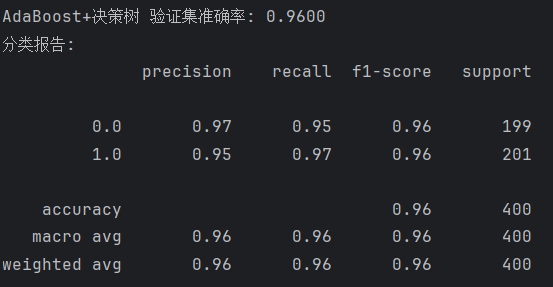 AdaBoost+决策树 验证集准确率: 0.9600
分类报告:
precision recall f1-score support
0.0 0.97 0.95 0.96 199
1.0 0.95 0.97 0.96 201
accuracy 0.96 400
macro avg 0.96 0.96 0.96 400
weighted avg 0.96 0.96 0.96 400